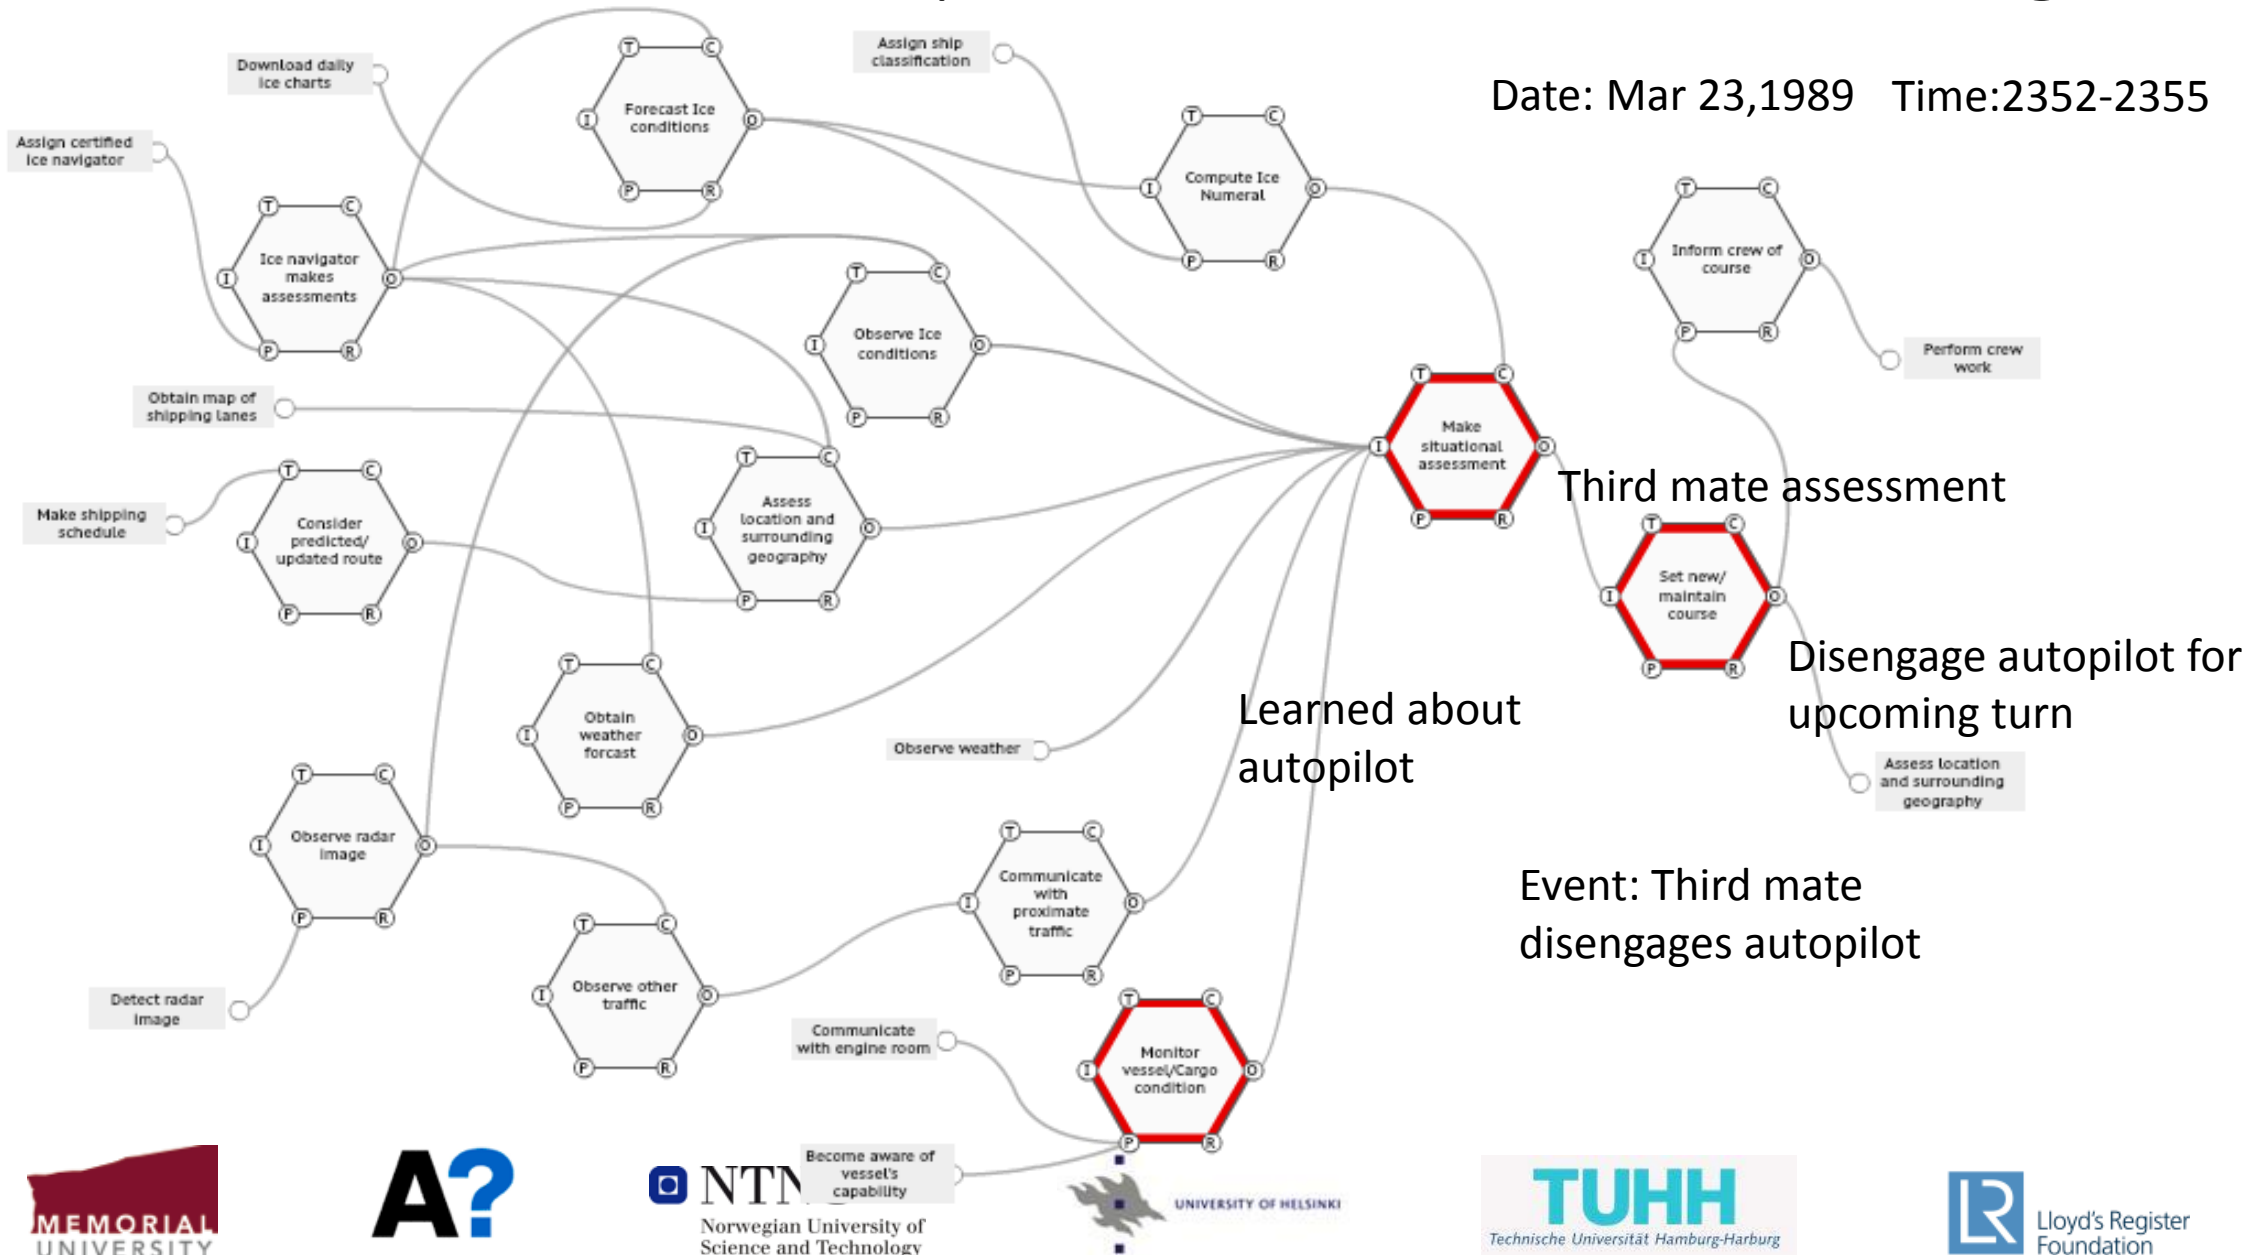 Date: Mar 23,1989 Time:2352-2355
Assign ship
classification
Download daily
ice charts
Forecast Ice
conditions
Assign certified
ice navigator
Compute Ice
Numeral
Ice navigator
makes
assessments
Inform crew of
course
Observe Ice
conditions
Perform crew
work
Obtain map of
shipping lanes
Make
situational
assessment
Third mate assessment
Make shipping
schedule
Consider
predicted/
updated route
Assess
location and
surrounding
geography
Set new/
maintain
course
Disengage autopilot for
upcoming turn
Learned about
autopilot
Obtain
weather
forcast
Observe weather
Assess location
and surrounding
geography
Observe radar
image
Communicate
with
proximate
traffic
Event: Third mate
disengages autopilot
Observe other
traffic
Detect radar
image
Communicate
with engine room
Monitor
vessel/Cargo
condition
Become aware of
vessel's
capability
MEMORIAL
UNIVERSITY
A?
NTN
Norwegian University of
Science and Technology
UNIVERSITY OF HELSINKI
TUHH
Technische Universität Hamburg-Harburg
LR
Lloyd's Register
Foundation